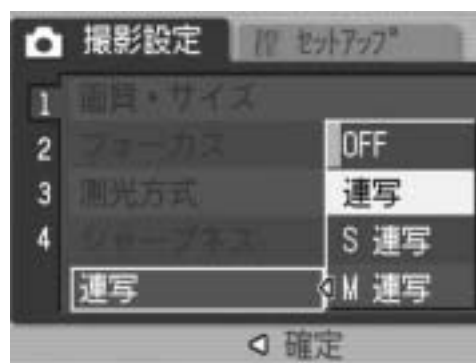 撮影設定 セットアップ
1 画質・サイズ
2 フォーカス OFF
3 測光方式 連写
4 シャープネス S 連写
連写 M 連写
確定